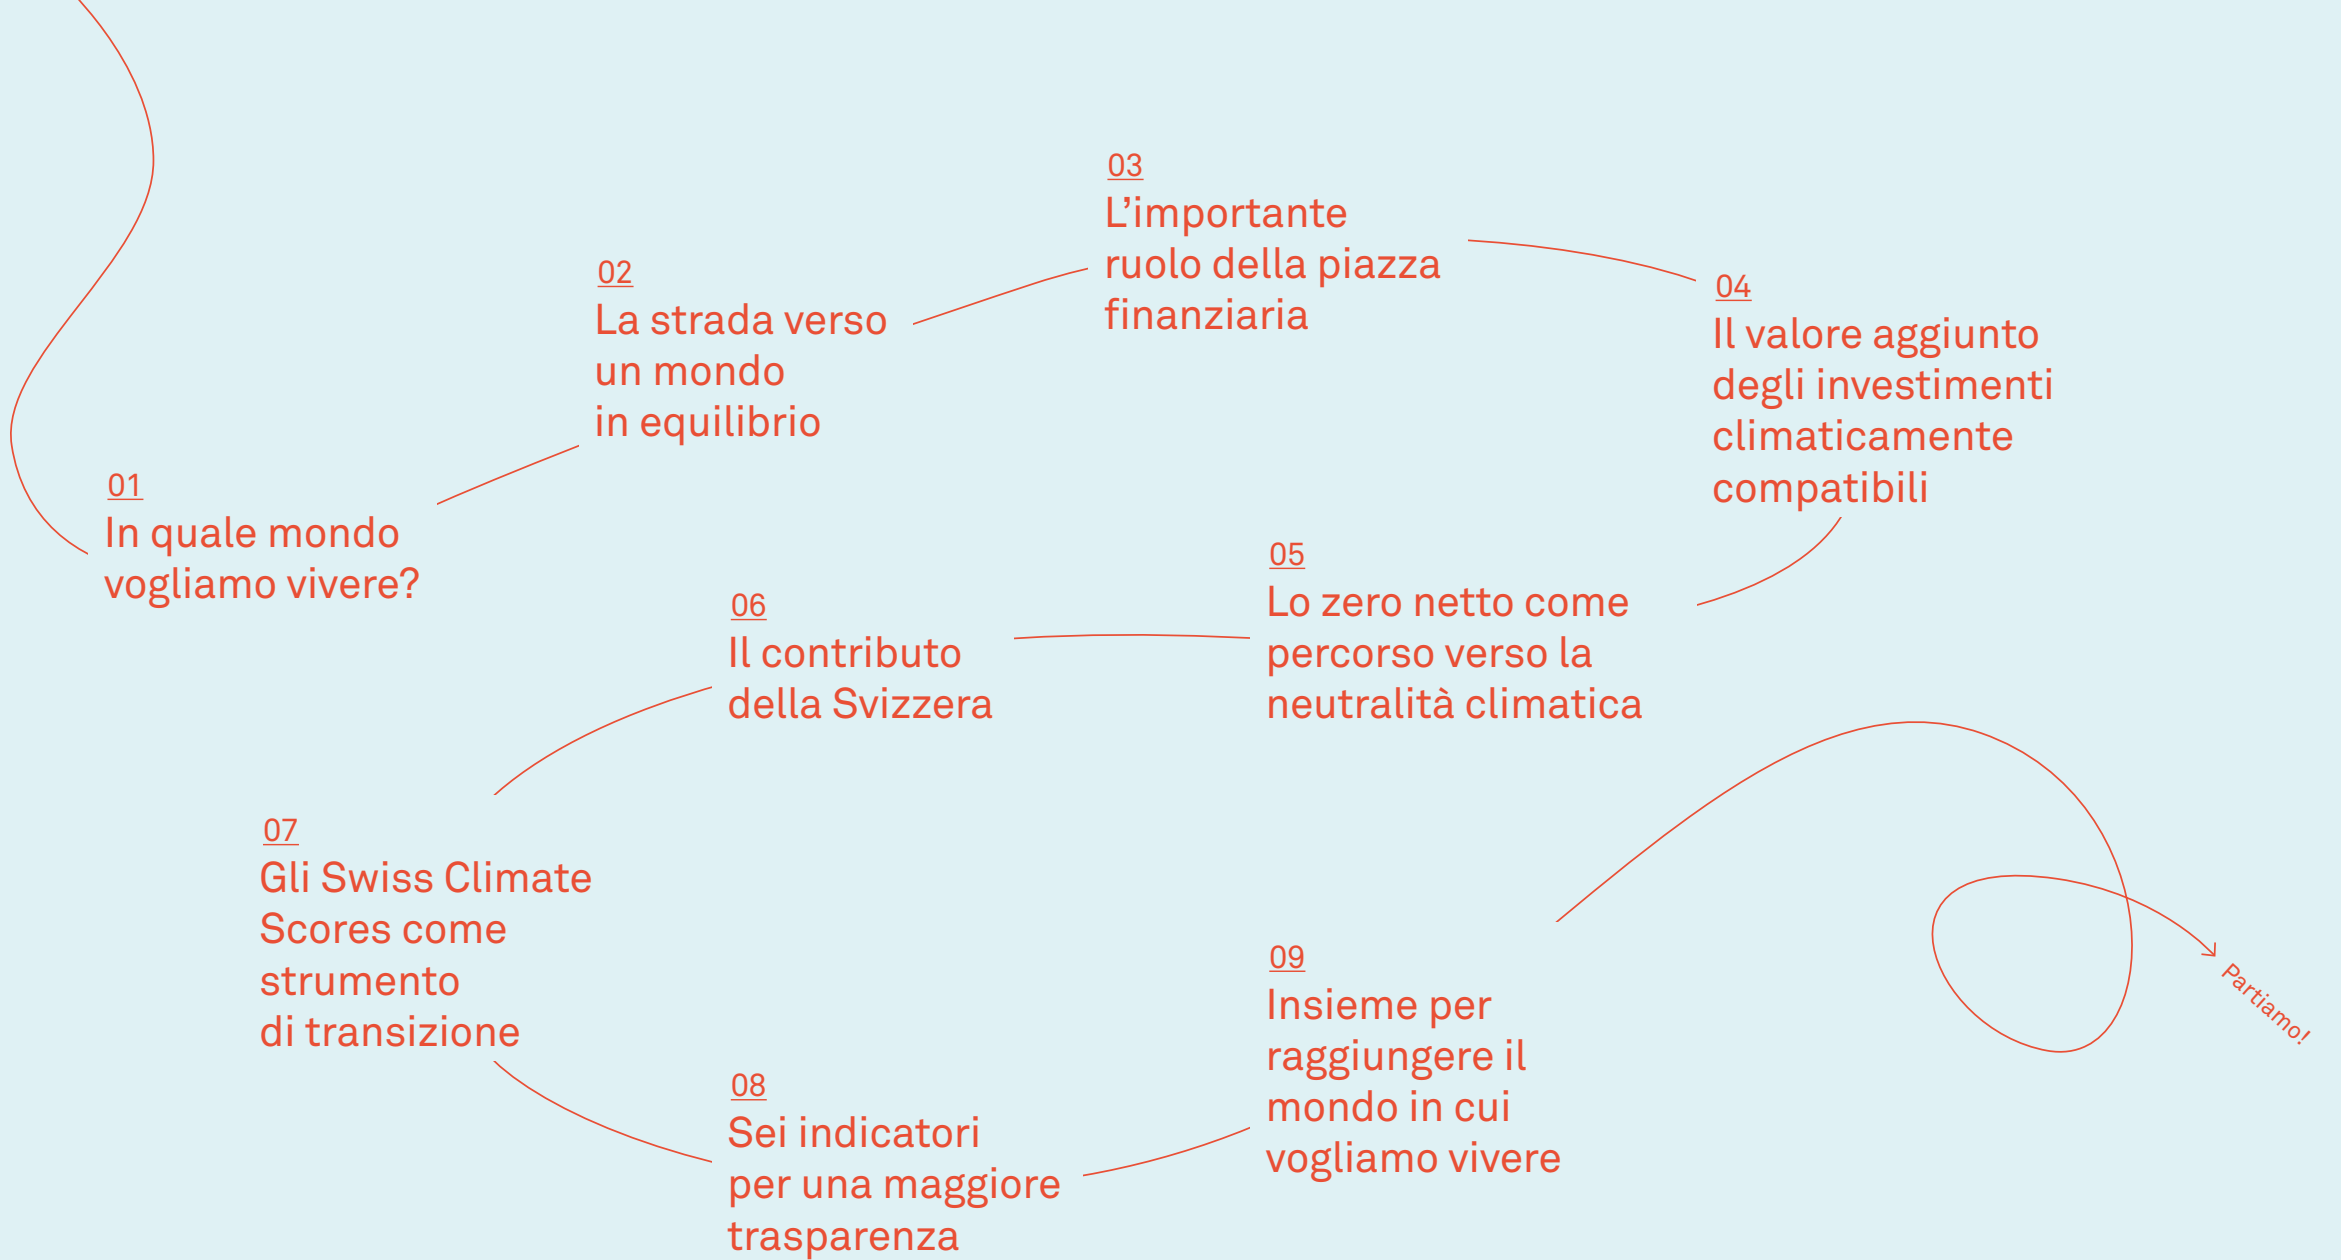 01
In quale mondo
vogliamo vivere?
02
La strada verso
un mondo
in equilibrio
03
L’importante
ruolo della piazza
finanziaria
04
Il valore aggiunto
degli investimenti
climaticamente
compatibili
05
Lo zero netto come
percorso verso la
neutralità climatica
06
Il contributo
della Svizzera
07
Gli Swiss Climate
Scores come
strumento
di transizione
08
Sei indicatori
per una maggiore
trasparenza
09
Insieme per
raggiungere il
mondo in cui
vogliamo vivere
Partiamo!